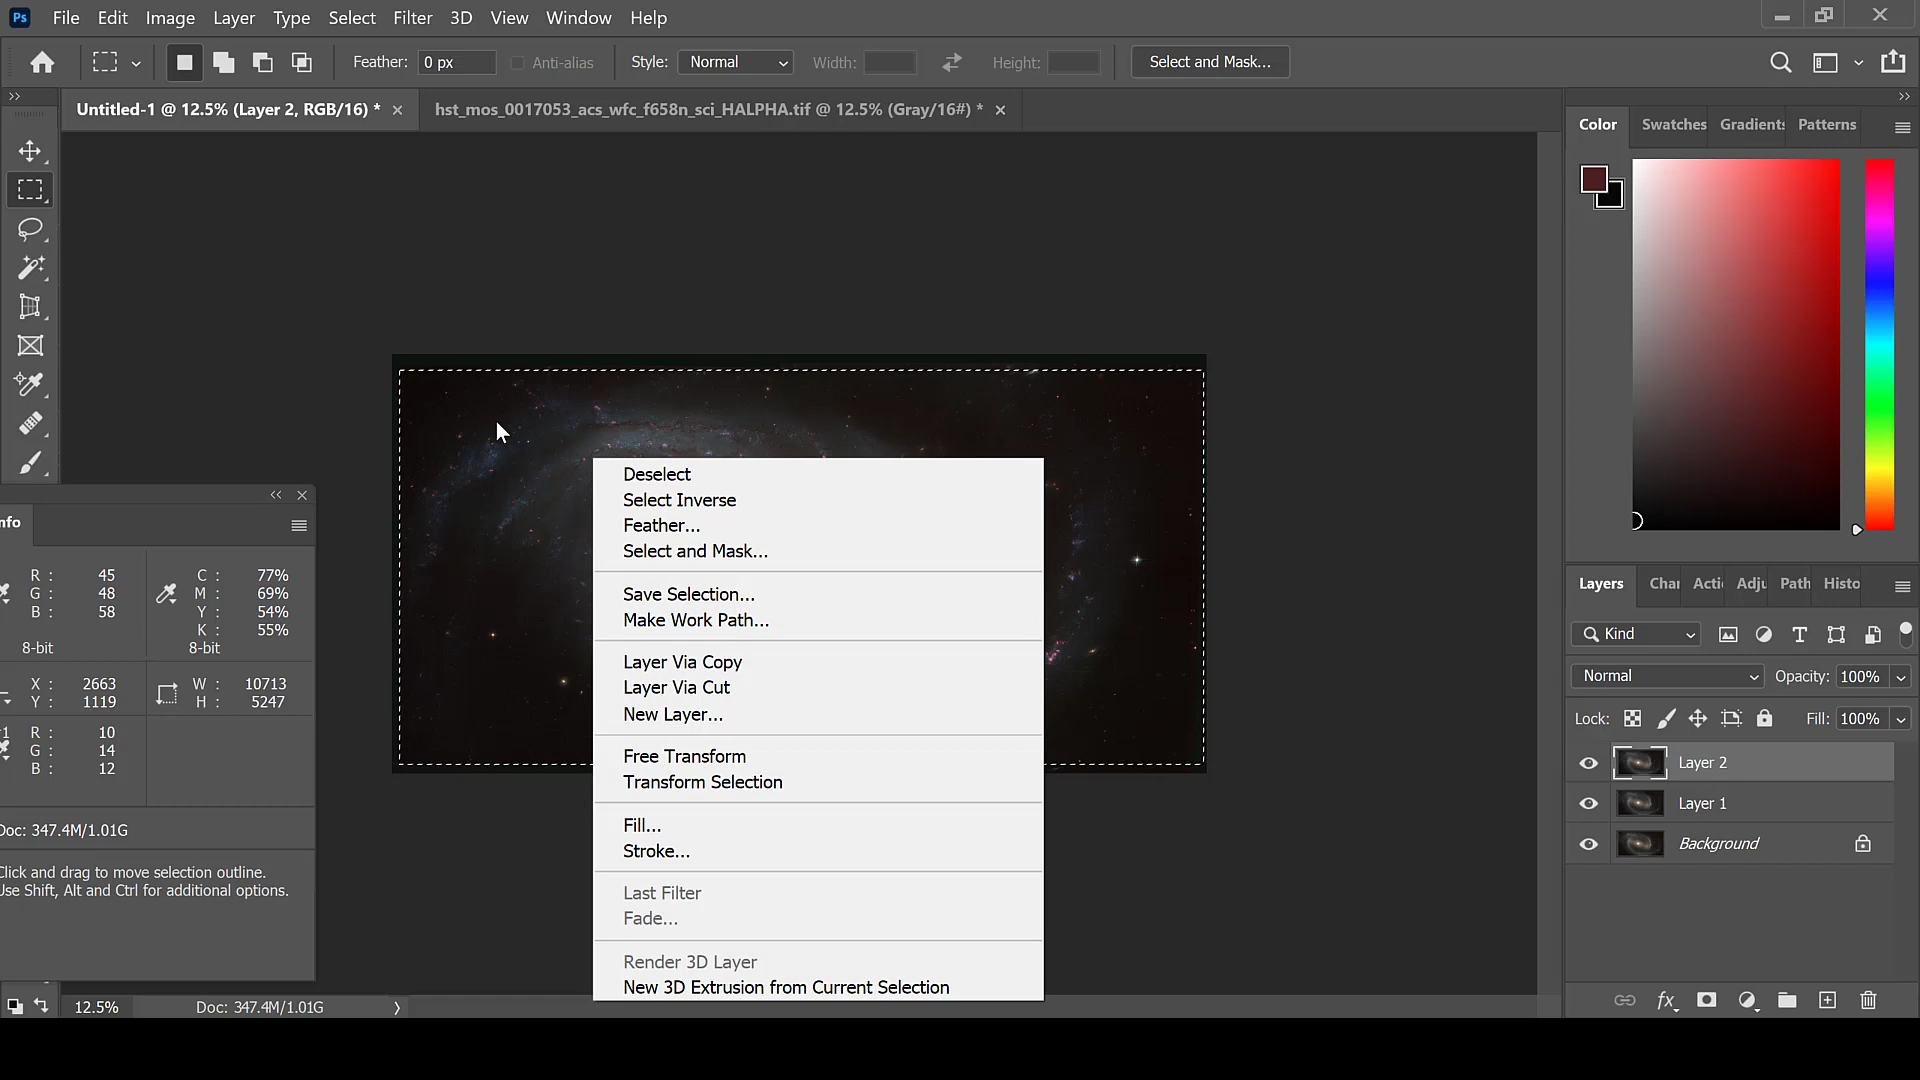 Ps File Edit Image Layer Type Select Filter 3D View Window Help
Feather: 0 px Anti-alias Style: Normal Width: Height: Select and Mask...
Untitled-1 @ 12.5% (Layer 2, RGB/16) * hst_mos_0017053_acs_wfc_f658n_sci_HALPHA.tif @ 12.5% (Gray/16#) *
Color Swatches Gradients Patterns
Deselect
Select Inverse
Feather...
Select and Mask...
Save Selection...
Make Work Path...
Layer Via Copy
Layer Via Cut
New Layer...
Free Transform
Transform Selection
Fill...
Stroke...
Last Filter
Fade...
Render 3D Layer
New 3D Extrusion from Current Selection
nfo
R : 45 C : 77%
G : 48 M : 69%
B : 58 Y : 54%
K : 55%
8-bit 8-bit
X : 2663 W : 10713
Y : 1119 H : 5247
1 R : 10
G : 14
B : 12
Doc: 347.4M/1.01G
Click and drag to move selection outline.
Use Shift, Alt and Ctrl for additional options.
12.5% Doc: 347.4M/1.01G
Layers Chan Acti Adju Path Histo
Kind
Normal Opacity: 100%
Lock: Fill: 100%
Layer 2
Layer 1
Background
fx